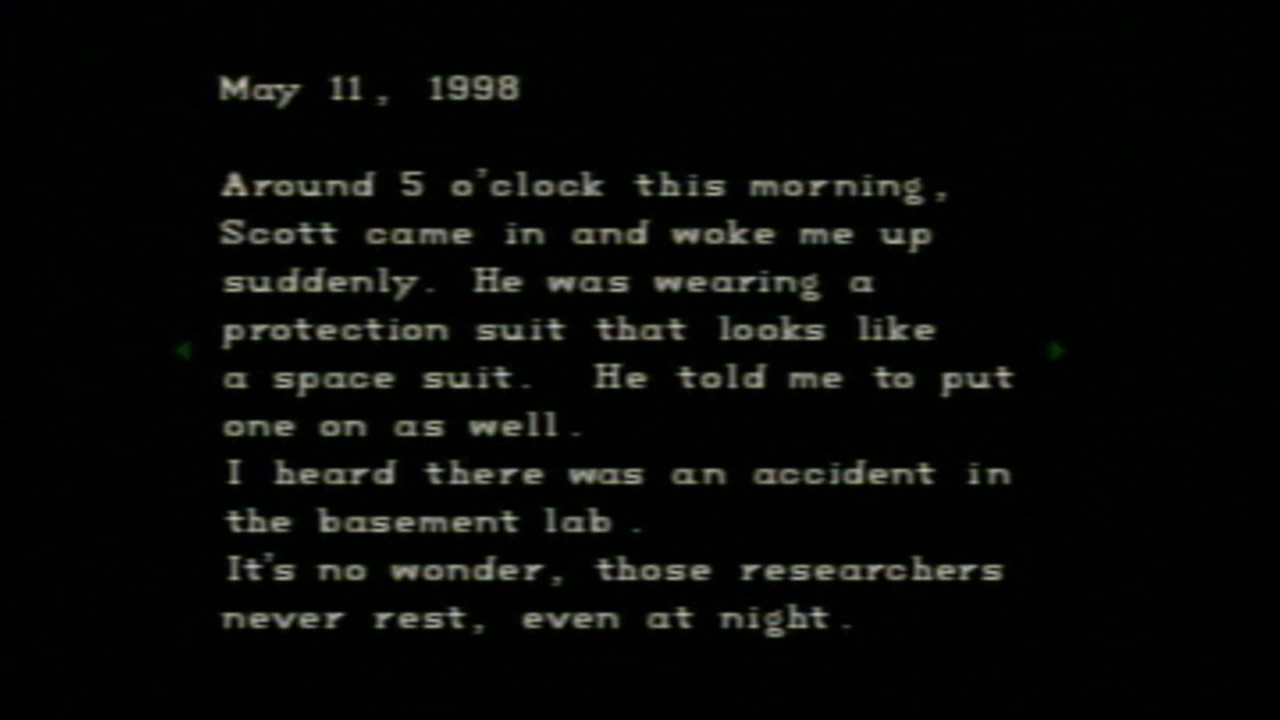 May 11, 1998
Around 5 o'clock this morning,
Scott came in and woke me up
suddenly. He was wearing a
protection suit that looks like
a space suit. He told me to put
one on as well.
I heard there was an accident in
the basement lab.
It's no wonder, those researchers
never rest, even at night.